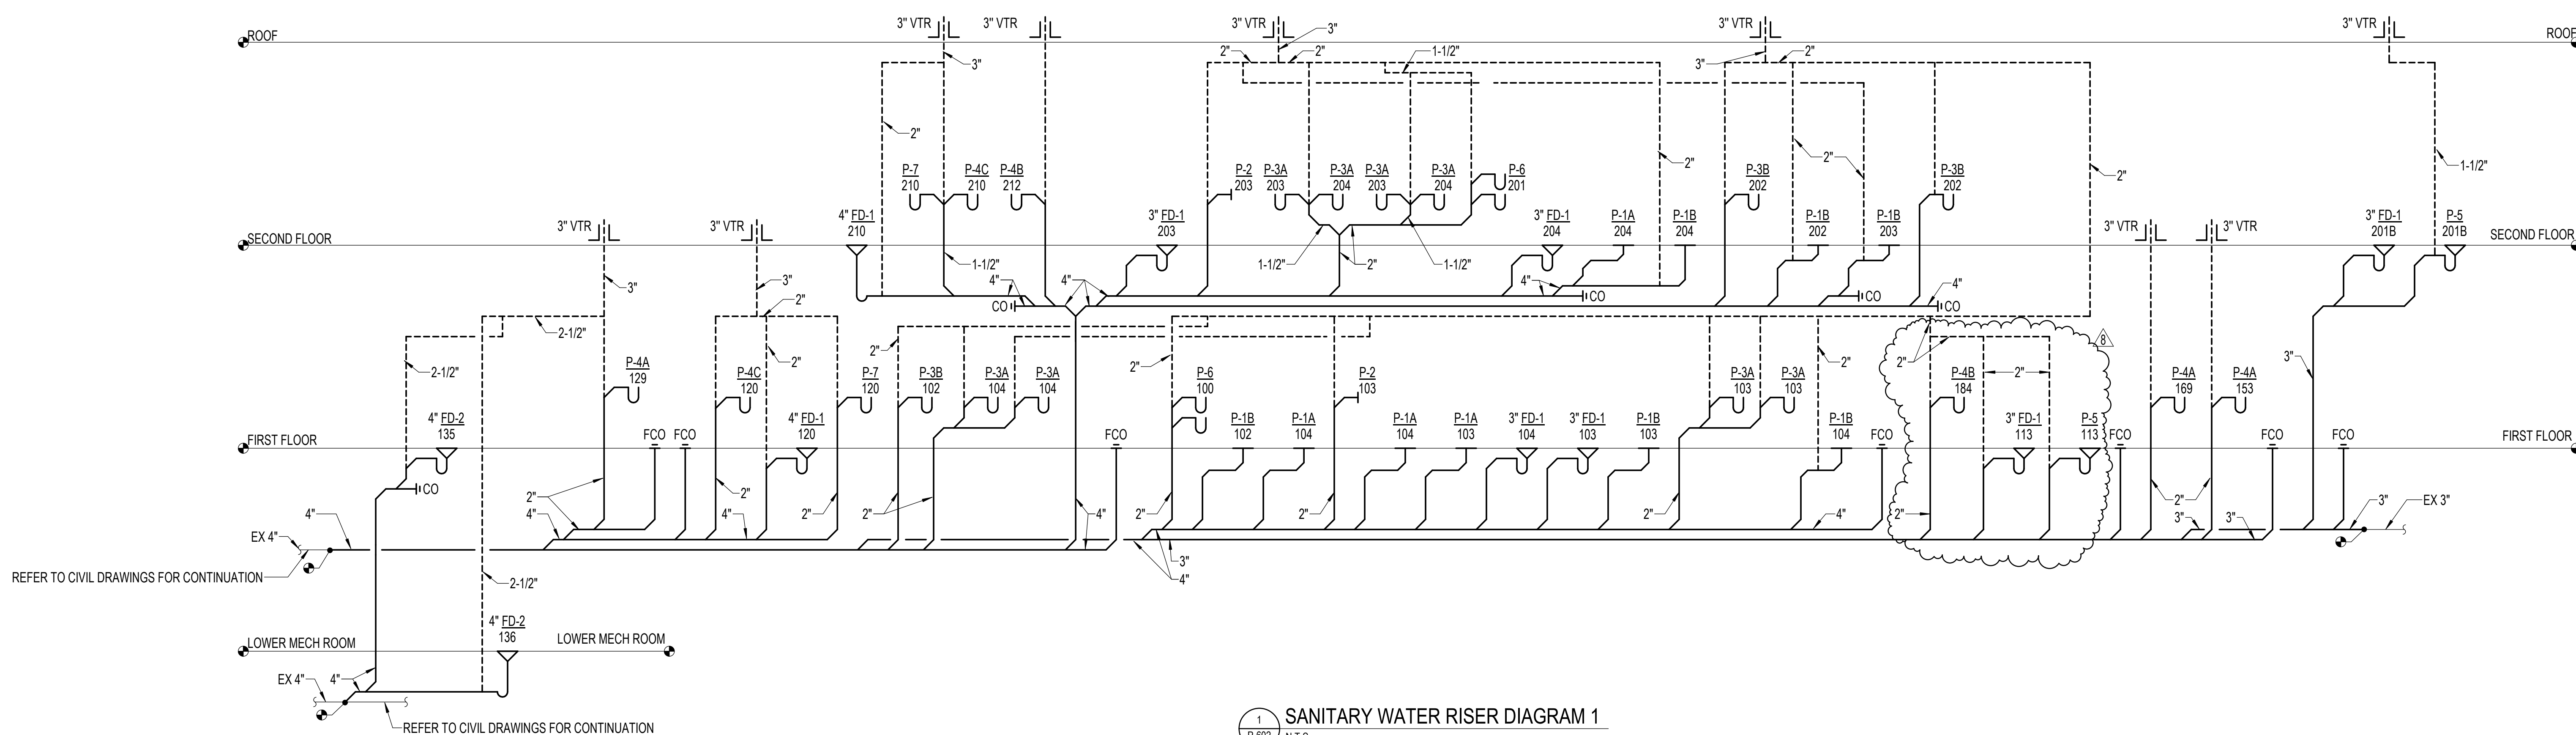 3" VTR
3" VTR
3" VTR
3" VTR
3" VTR
ROOF
ROOF
3"
3"
2"
2"
1-1/2"
3"
2"
2"
2"
2"
2"
1-1/2"
P-7
210
P-4C
210
P-4B
212
P-2
203
P-3A
203
P-3A
204
P-3A
203
P-3A
204
P-6
201
P-3B
202
P-3B
202
3" VTR
3" VTR
4" FD-1
210
3" FD-1
203
3" FD-1
204
P-1A
204
P-1B
204
P-1B
202
P-1B
203
3" VTR
3" VTR
3" FD-1
201B
P-5
201B
SECOND FLOOR
SECOND FLOOR
1-1/2"
1-1/2"
2"
1-1/2"
3"
3"
4"
4"
4"
4"
CO
CO
CO
CO
2"
2-1/2"
2-1/2"
2"
2"
2"
2"
2"
2"
2"
3"
8
P-4A
129
P-4C
120
P-7
120
P-3B
102
P-3A
104
P-3A
104
P-6
100
P-2
103
P-3A
103
P-3A
103
P-4B
184
P-4A
169
P-4A
153
4" FD-2
135
FCO
FCO
4" FD-1
120
FCO
P-1B
102
P-1A
104
P-1A
104
P-1A
103
3" FD-1
104
3" FD-1
103
P-1B
103
P-1B
104
FCO
3" FD-1
113
P-5
113
FCO
FCO
FCO
FIRST FLOOR
FIRST FLOOR
CO
2"
2"
2"
2"
4"
4"
4"
2"
2"
4"
2"
2"
2"
4"
2"
2"
3"
3"
3"
EX 3"
EX 4"
3"
4"
REFER TO CIVIL DRAWINGS FOR CONTINUATION
2-1/2"
4" FD-2
136
LOWER MECH ROOM
LOWER MECH ROOM
EX 4"
4"
REFER TO CIVIL DRAWINGS FOR CONTINUATION
1
SANITARY WATER RISER DIAGRAM 1